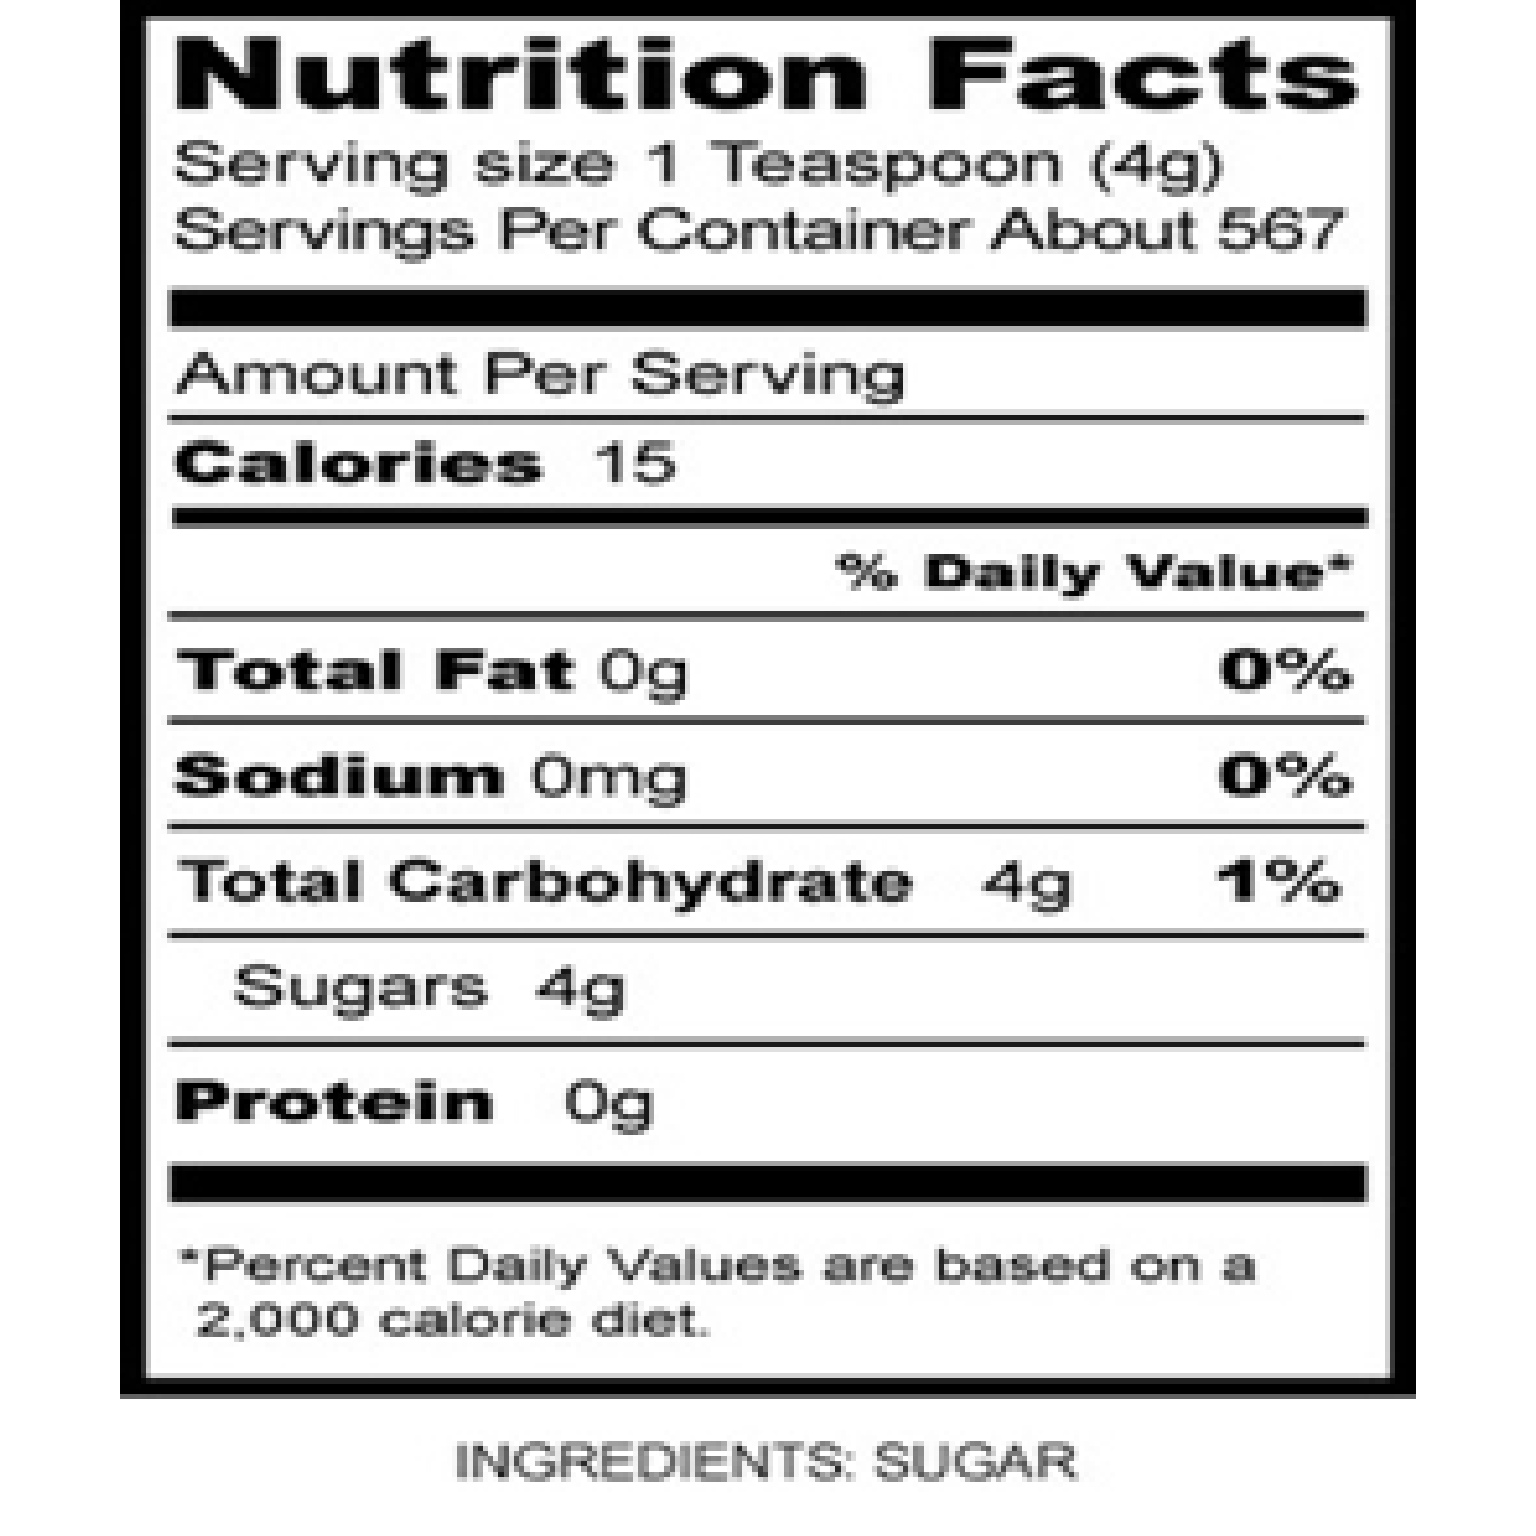 Nutrition Facts
Serving size 1 Teaspoon (4g)
Servings Per Container About 567
Amount Per Serving
Calories 15
% Daily Value*
Total Fat 0g 0%
Sodium 0mg 0%
Total Carbohydrate 4g 1%
Sugars 4g
Protein 0g
*Percent Daily Values are based on a
2,000 calorie diet.
INGREDIENTS: SUGAR